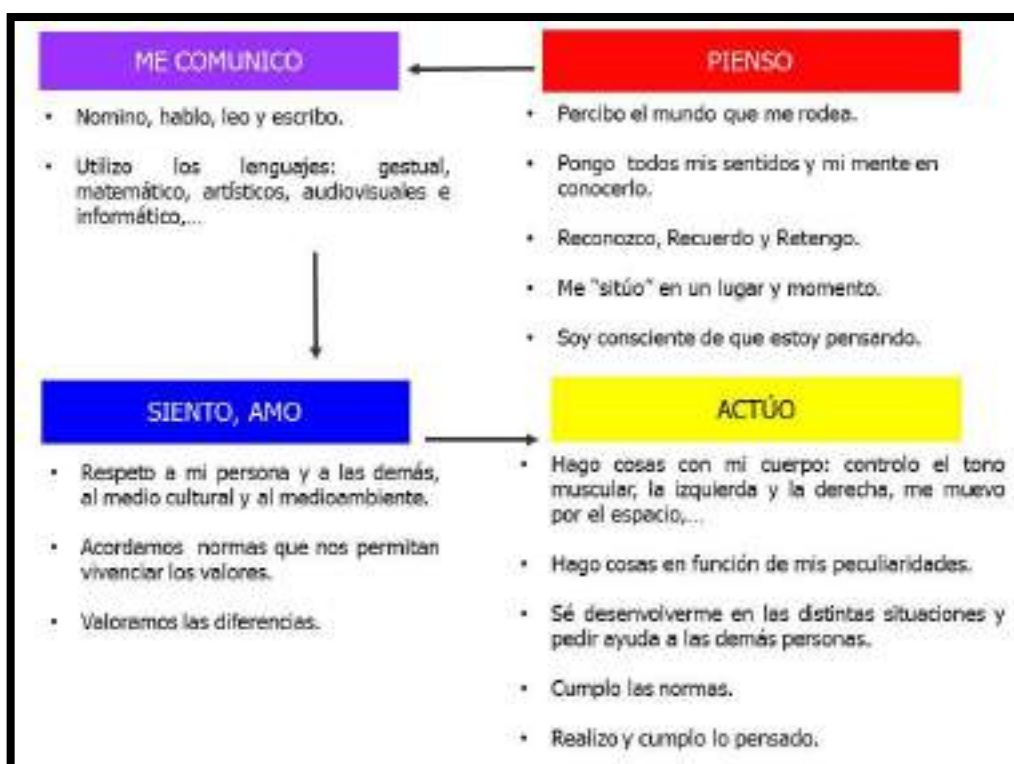 ME COMUNICO
• Nomino, hablo, leo y escribo.
• Utilizo los lenguajes: gestual,
matemático, artísticos, audiovisuales e
informático,...
PIENSO
• Percibo el mundo que me rodea.
• Pongo todos mis sentidos y mi mente en
conocerlo.
• Reconozco, Recuerdo y Retengo.
• Me "sitúo" en un lugar y momento.
• Soy consciente de que estoy pensando.
SIENTO, AMO
• Respeto a mi persona y a las demás,
al medio cultural y al medioambiente.
• Acordamos normas que nos permitan
vivenciar los valores.
• Valoramos las diferencias.
ACTÚO
• Hago cosas con mi cuerpo: controlo el tono
muscular, la izquierda y la derecha, me muevo
por el espacio,...
• Hago cosas en función de mis peculiaridades.
• Sé desenvolverme en las distintas situaciones y
pedir ayuda a las demás personas.
• Cumplo las normas.
• Realizo y cumplo lo pensado.